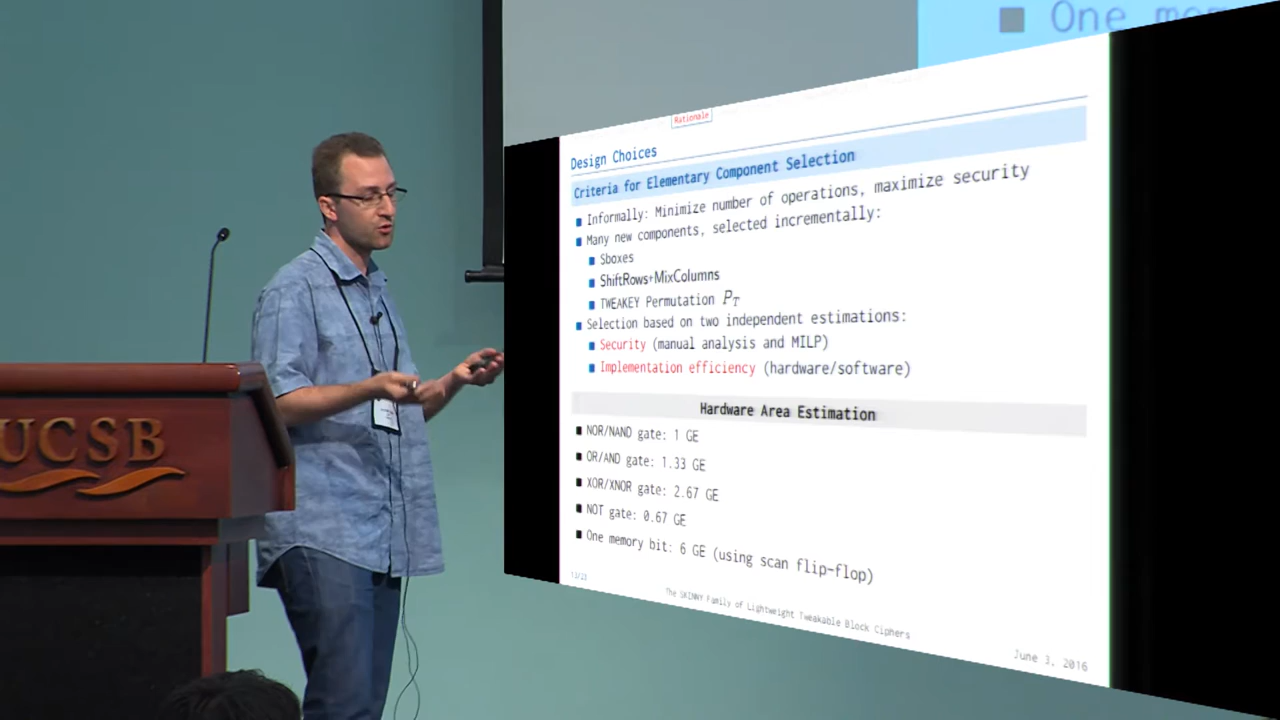 One mem
Rationale
Design Choices
Criteria for Elementary Component Selection
Informally: Minimize number of operations, maximize security
Many new components, selected incrementally:
Sboxes
ShiftRows+MixColumns
TWEAKEY Permutation P_T
Selection based on two independent estimations:
Security (manual analysis and MILP)
Implementation efficiency (hardware/software)
Hardware Area Estimation
NOR/NAND gate: 1 GE
OR/AND gate: 1.33 GE
XOR/XNOR gate: 2.67 GE
NOT gate: 0.67 GE
One memory bit: 6 GE (using scan flip-flop)
The SKINNY Family of Lightweight Tweakable Block Ciphers
June 3, 2016
UCSB